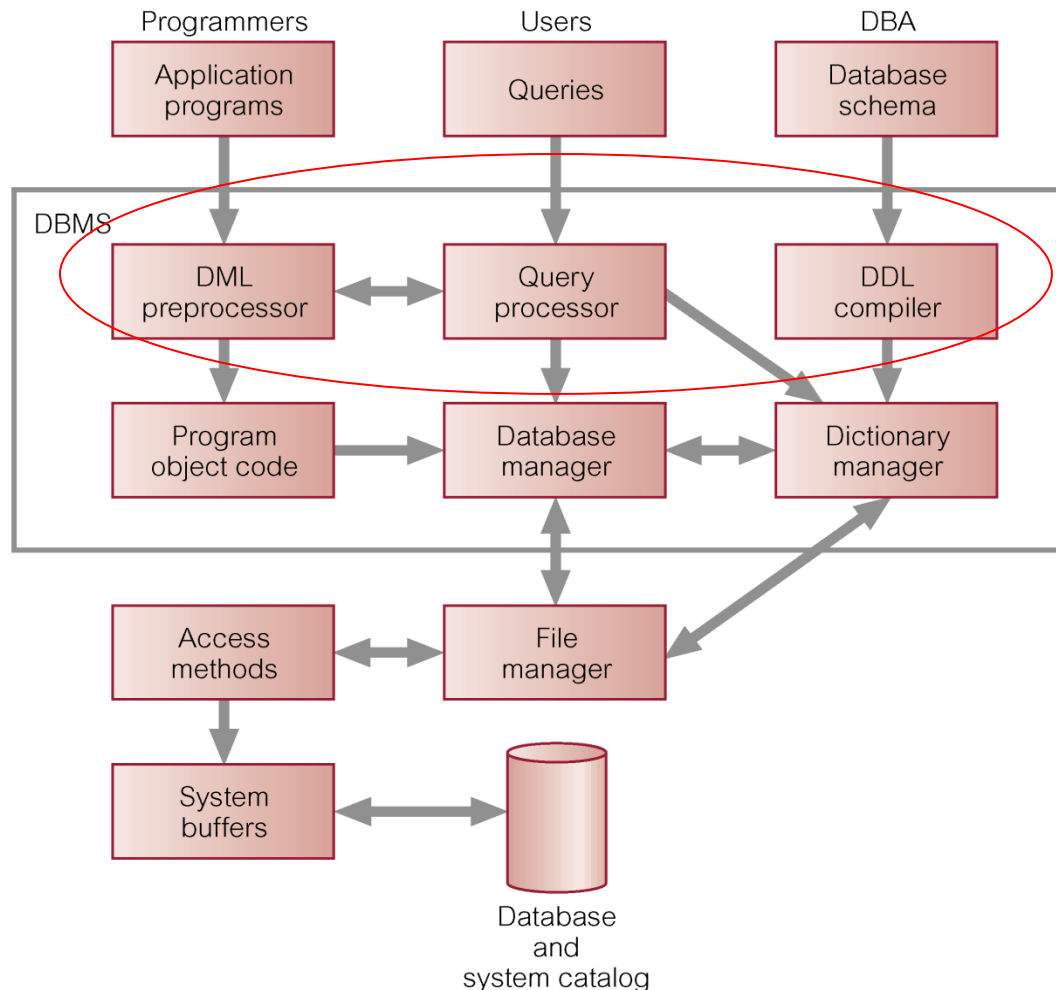 Programmers
Users
DBA
Application
programs
Queries
Database
schema
DBMS
DML
preprocessor
Query
processor
DDL
compiler
Program
object code
Database
manager
Dictionary
manager
Access
methods
File
manager
System
buffers
Database
and
system catalog